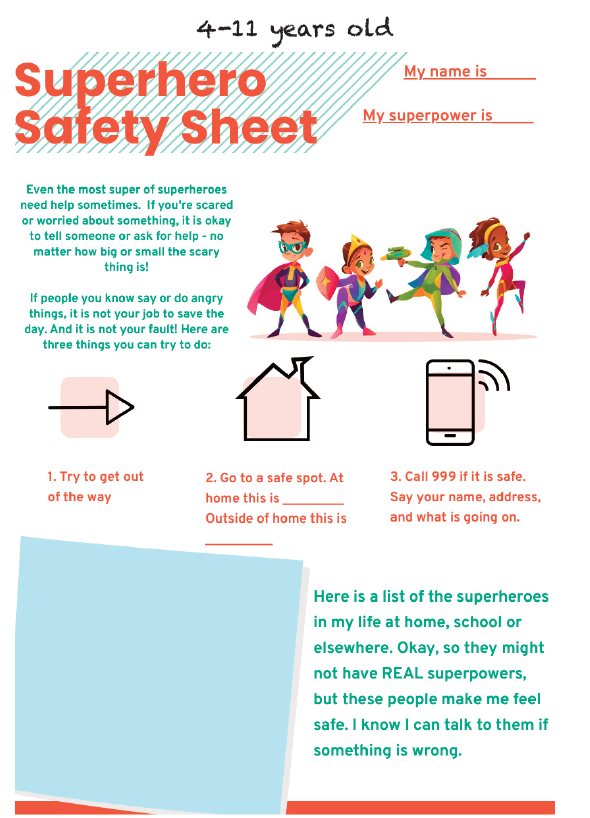 4-11 years old
Superhero
Safety Sheet
My name is______
My superpower is_____
Even the most super of superheroes
need help sometimes. If you're scared
or worried about something, it is okay
to tell someone or ask for help - no
matter how big or small the scary
thing is!
If people you know say or do angry
things, it is not your job to save the
day. And it is not your fault! Here are
three things you can try to do:
1. Try to get out
of the way
2. Go to a safe spot. At
home this is _________
Outside of home this is
__________
3. Call 999 if it is safe.
Say your name, address,
and what is going on.
Here is a list of the superheroes
in my life at home, school or
elsewhere. Okay, so they might
not have REAL superpowers,
but these people make me feel
safe. I know I can talk to them if
something is wrong.